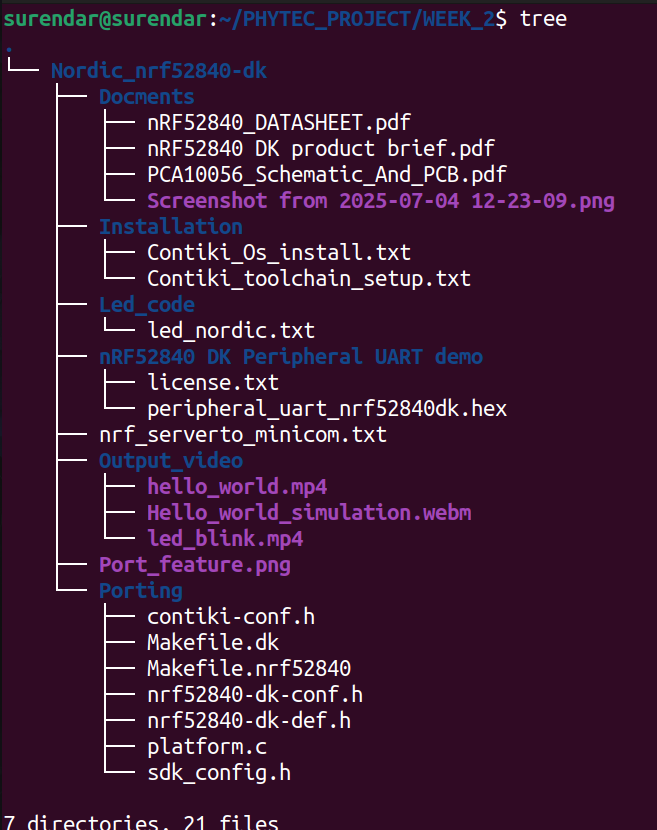 surendar@surendar:~/PHYTEC_PROJECT/WEEK_2$ tree
.
└── Nordic_nrf52840-dk
    ├── Docments
    │   ├── nRF52840_DATASHEET.pdf
    │   ├── nRF52840 DK product brief.pdf
    │   ├── PCA10056_Schematic_And_PCB.pdf
    │   └── Screenshot from 2025-07-04 12-23-09.png
    ├── Installation
    │   ├── Contiki_Os_install.txt
    │   └── Contiki_toolchain_setup.txt
    ├── Led_code
    │   └── led_nordic.txt
    ├── nRF52840 DK Peripheral UART demo
    │   ├── license.txt
    │   └── peripheral_uart_nrf52840dk.hex
    ├── nrf_serverto_minicom.txt
    ├── Output_video
    │   ├── hello_world.mp4
    │   ├── Hello_world_simulation.webm
    │   └── led_blink.mp4
    ├── Port_feature.png
    └── Porting
        ├── contiki-conf.h
        ├── Makefile.dk
        ├── Makefile.nrf52840
        ├── nrf52840-dk-conf.h
        ├── nrf52840-dk-def.h
        ├── platform.c
        └── sdk_config.h
7 directories, 21 files